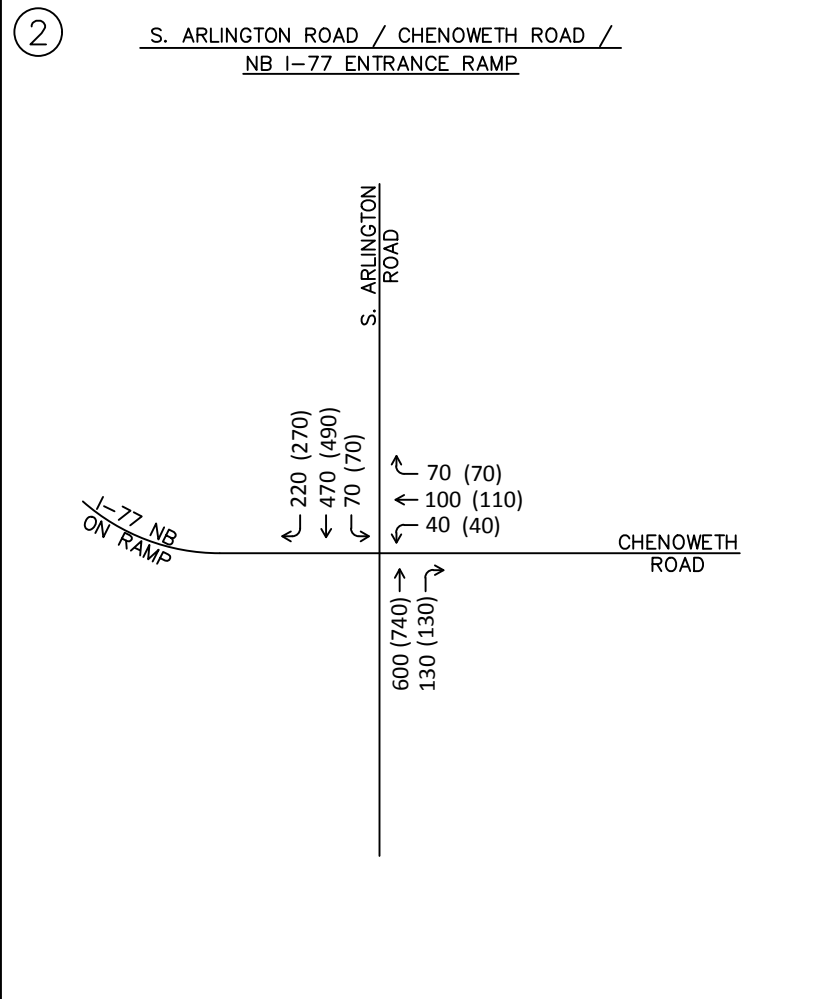 2
S. ARLINGTON ROAD / CHENOWETH ROAD /
NB I-77 ENTRANCE RAMP
S. ARLINGTON
ROAD
220 (270)
470 (490)
70 (70)
70 (70)
100 (110)
40 (40)
I-77 NB
ON RAMP
CHENOWETH
ROAD
600 (740)
130 (130)